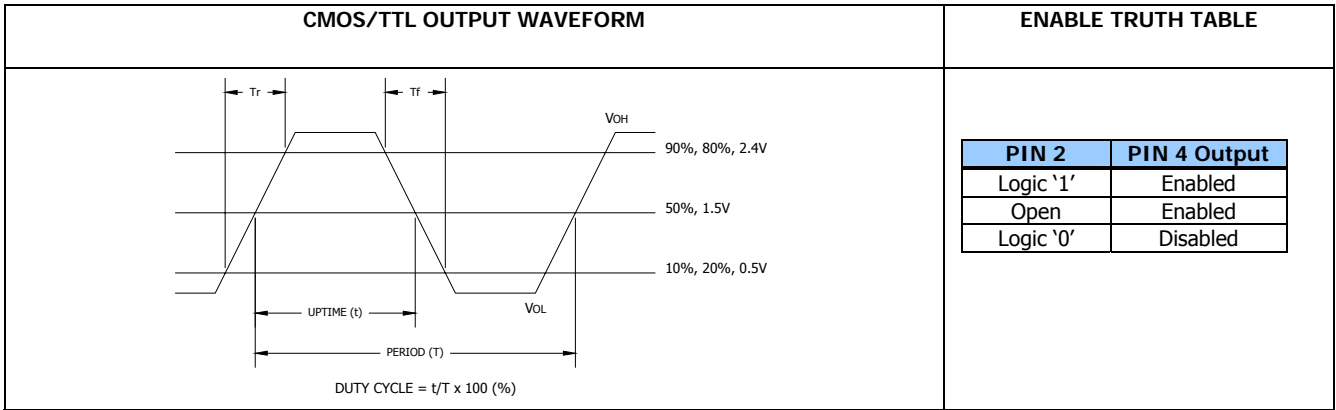 CMOS/TTL OUTPUT WAVEFORM
ENABLE TRUTH TABLE
Tr
Tf
VOH
90%, 80%, 2.4V
50%, 1.5V
10%, 20%, 0.5V
VOL
UPTIME (t)
PERIOD (T)
DUTY CYCLE = t/T x 100 (%)
PIN 2 PIN 4 Output
Logic ‘1’ Enabled
Open Enabled
Logic ‘0’ Disabled